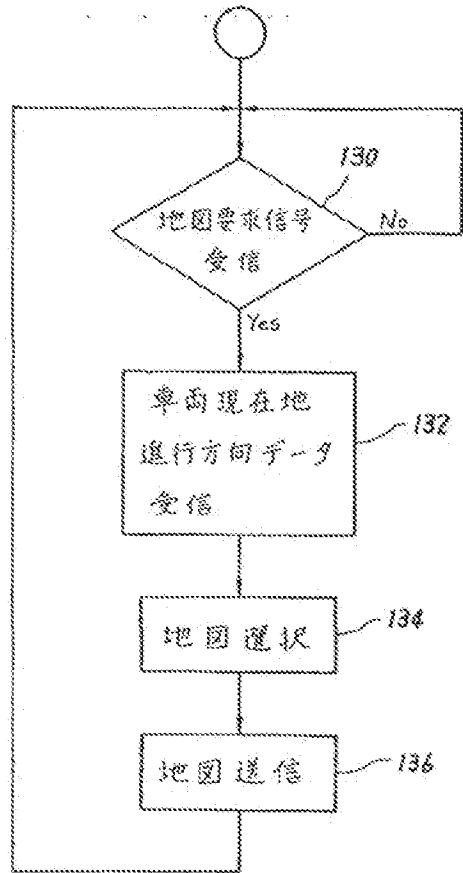 130
地図要求信号
受信
No
Yes
車両現在地
進行方向データ
受信
132
地図選択
134
地図送信
136